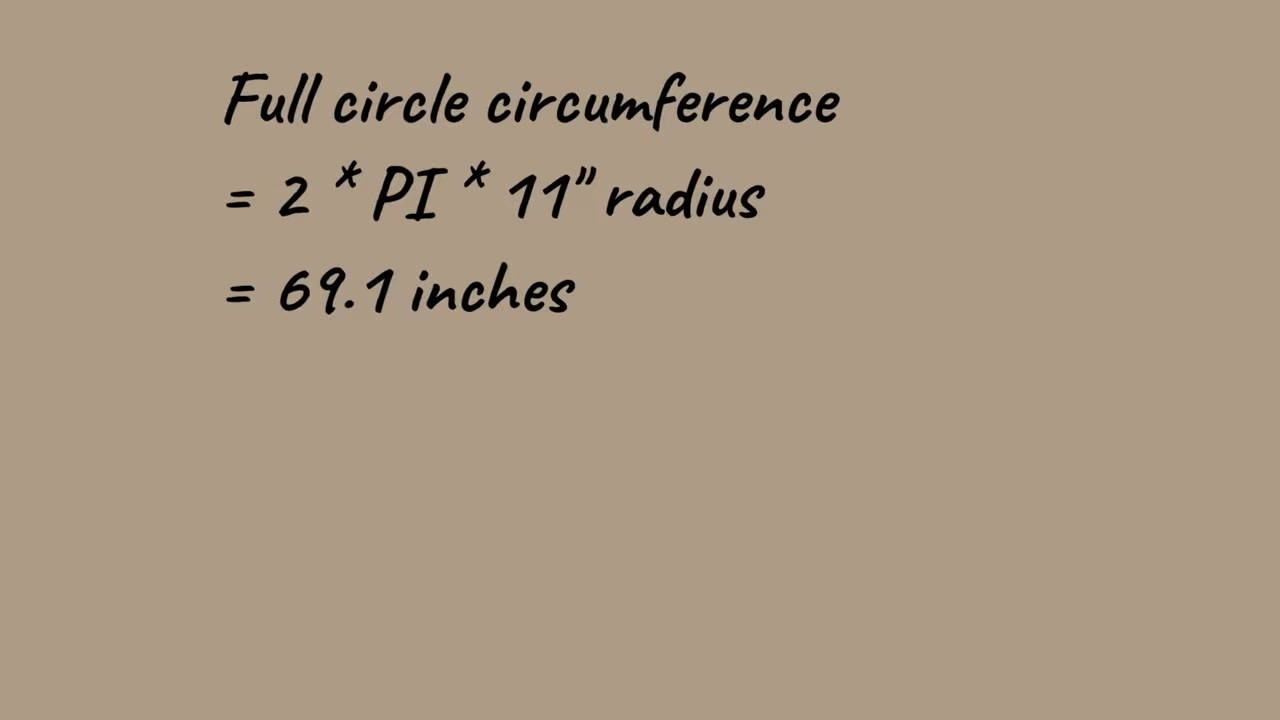 Full circle circumference
= 2 * PI * 11" radius
= 69.1 inches